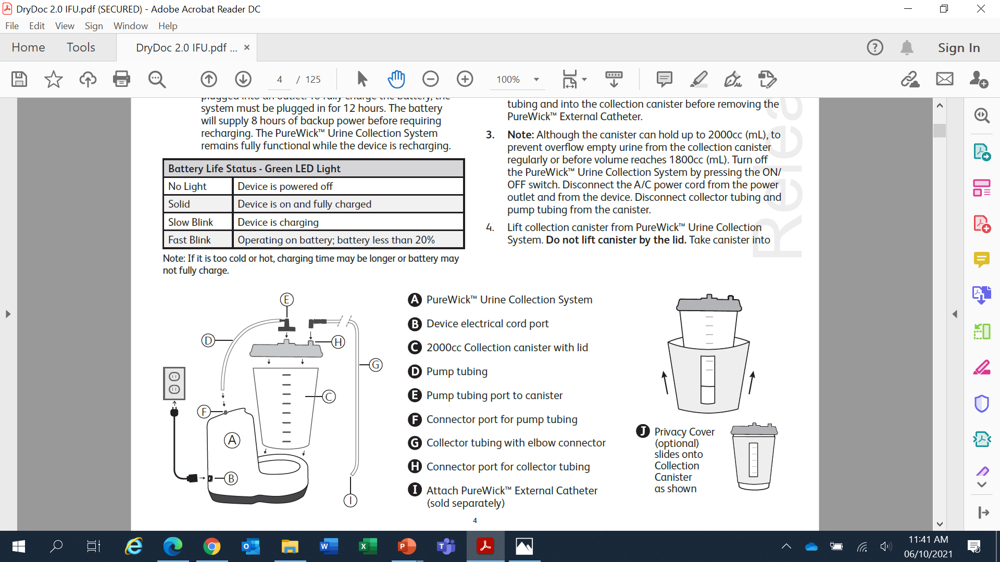 DryDoc 2.0 IFU.pdf (SECURED) - Adobe Acrobat Reader DC
File Edit View Sign Window Help
Home Tools DryDoc 2.0 IFU.pdf ... × Sign In
4 / 125 100%
plugged into an outlet. To fully charge the battery, the
system must be plugged in for 12 hours. The battery
will supply 8 hours of backup power before requiring
recharging. The PureWick™ Urine Collection System
remains fully functional while the device is recharging.
Battery Life Status - Green LED Light
No Light Device is powered off
Solid Device is on and fully charged
Slow Blink Device is charging
Fast Blink Operating on battery; battery less than 20%
Note: If it is too cold or hot, charging time may be longer or battery may
not fully charge.
tubing and into the collection canister before removing the
PureWick™ External Catheter.
3. Note: Although the canister can hold up to 2000cc (mL), to
prevent overflow empty urine from the collection canister
regularly or before volume reaches 1800cc (mL). Turn off
the PureWick™ Urine Collection System by pressing the ON/
OFF switch. Disconnect the A/C power cord from the power
outlet and from the device. Disconnect collector tubing and
pump tubing from the canister.
4. Lift collection canister from PureWick™ Urine Collection
System. Do not lift canister by the lid. Take canister into
Relea
E
D
H
G
C
F
A
B
I
A PureWick™ Urine Collection System
B Device electrical cord port
C 2000cc Collection canister with lid
D Pump tubing
E Pump tubing port to canister
F Connector port for pump tubing
G Collector tubing with elbow connector
H Connector port for collector tubing
I Attach PureWick™ External Catheter
(sold separately)
J Privacy Cover
(optional)
slides onto
Collection
Canister
as shown
4
11:41 AM
06/10/2021